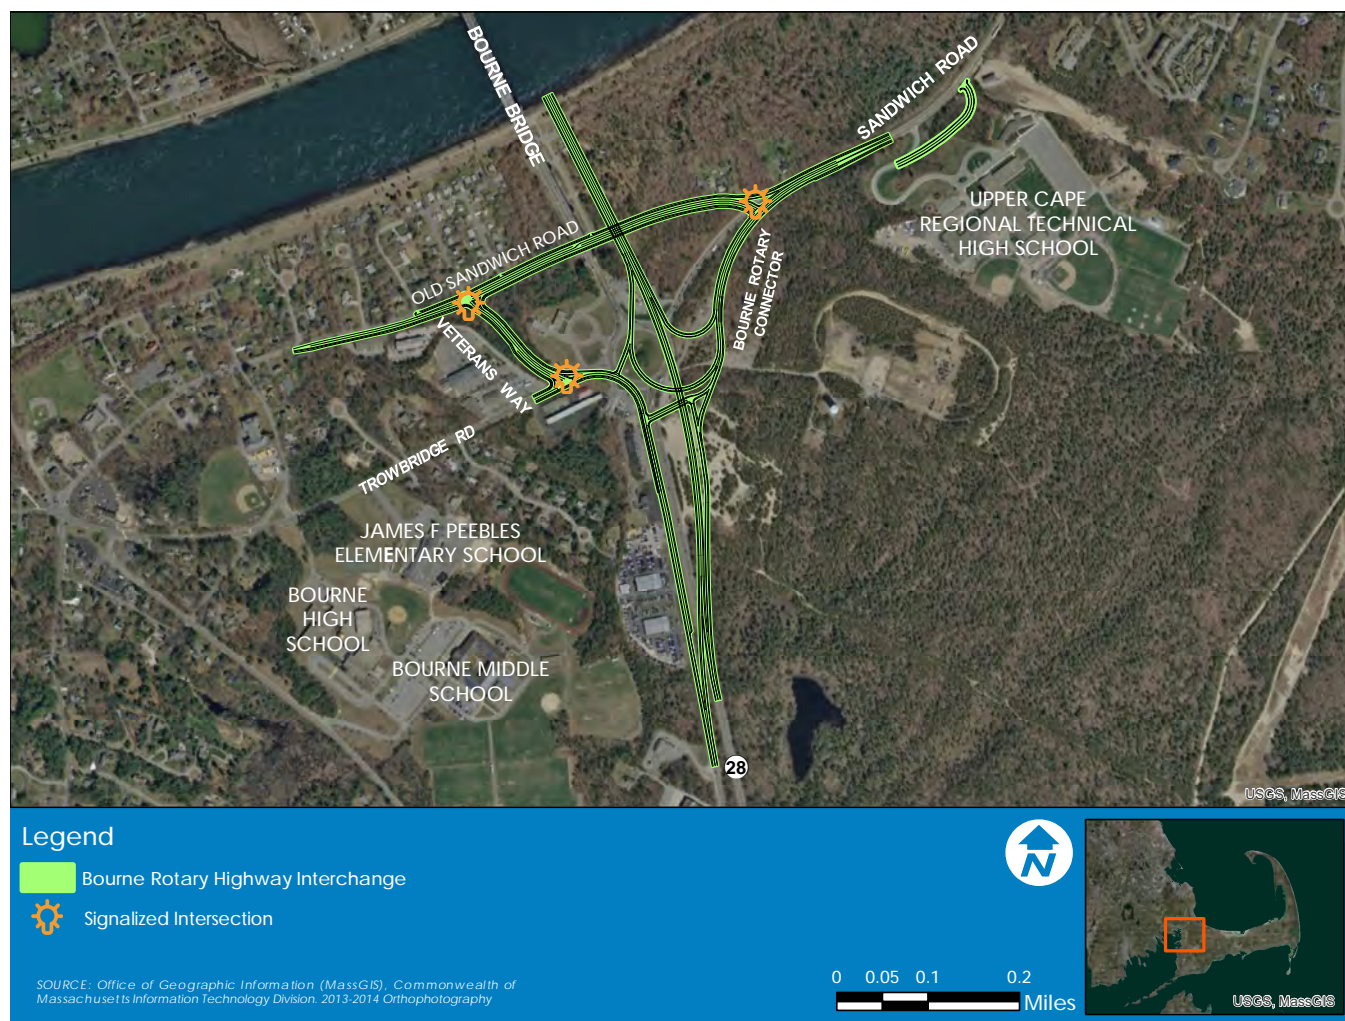 BOURNE BRIDGE
SANDWICH ROAD
UPPER CAPE
REGIONAL TECHNICAL
HIGH SCHOOL
OLD SANDWICH ROAD
BOURNE ROTARY
CONNECTOR
VETERANS WAY
TROWBRIDGE RD
JAMES F PEEBLES
ELEMENTARY SCHOOL
BOURNE
HIGH
SCHOOL
BOURNE MIDDLE
SCHOOL
28
USGS, MassGIS
Legend
Bourne Rotary Highway Interchange
Signalized Intersection
SOURCE: Office of Geographic Information (MassGIS), Commonwealth of
Massachusetts Information Technology Division. 2013-2014 Orthophotography
N
0 0.05 0.1 0.2
Miles
USGS, MassGIS